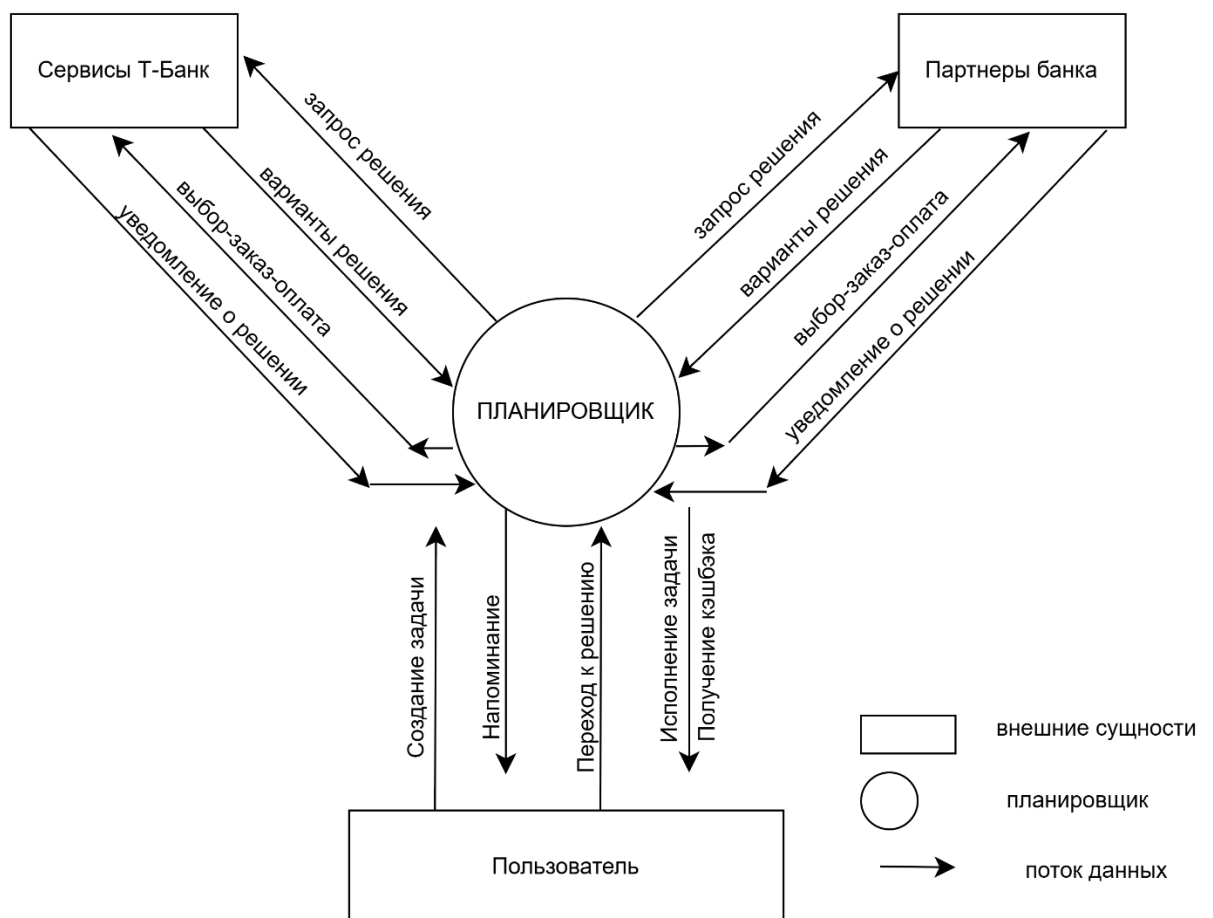 Сервисы Т-Банк
Партнеры банка
запрос решения
варианты решения
выбор-заказ-оплата
уведомление о решении
запрос решения
варианты решения
выбор-заказ-оплата
уведомление о решении
ПЛАНИРОВЩИК
Создание задачи
Напоминание
Переход к решению
Исполнение задачи
Получение кэшбэка
Пользователь
внешние сущности
планировщик
поток данных